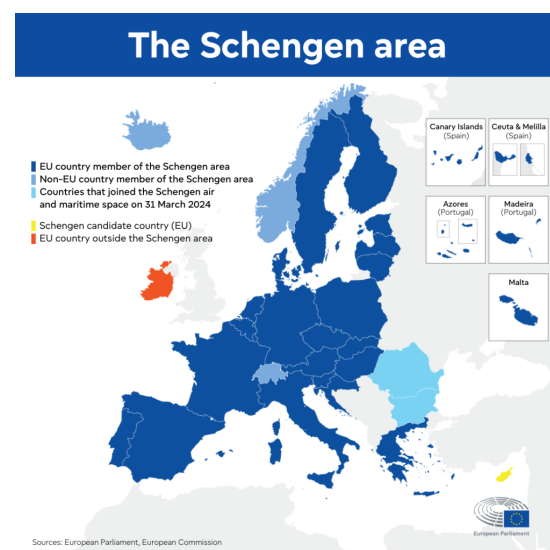 The Schengen area
EU country member of the Schengen area
Non-EU country member of the Schengen area
Countries that joined the Schengen air
and maritime space on 31 March 2024
Schengen candidate country (EU)
EU country outside the Schengen area
Canary Islands
(Spain)
Ceuta & Melilla
(Spain)
Azores
(Portugal)
Madeira
(Portugal)
Malta
European Parliament
Sources: European Parliament, European Commission